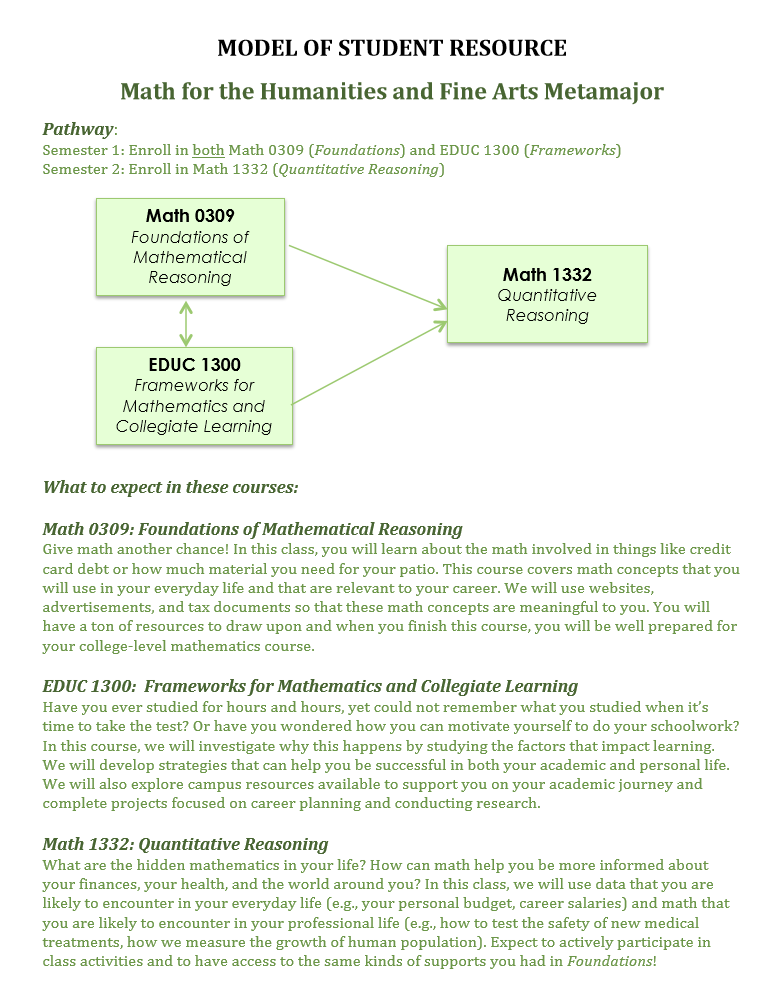 MODEL OF STUDENT RESOURCE
Math for the Humanities and Fine Arts Metamajor
Pathway:
Semester 1: Enroll in both Math 0309 (Foundations) and EDUC 1300 (Frameworks)
Semester 2: Enroll in Math 1332 (Quantitative Reasoning)
Math 0309
Foundations of
Mathematical
Reasoning
Math 1332
Quantitative
Reasoning
EDUC 1300
Frameworks for
Mathematics and
Collegiate Learning
What to expect in these courses:
Math 0309: Foundations of Mathematical Reasoning
Give math another chance! In this class, you will learn about the math involved in things like credit
card debt or how much material you need for your patio. This course covers math concepts that you
will use in your everyday life and that are relevant to your career. We will use websites,
advertisements, and tax documents so that these math concepts are meaningful to you. You will
have a ton of resources to draw upon and when you finish this course, you will be well prepared for
your college-level mathematics course.
EDUC 1300:  Frameworks for Mathematics and Collegiate Learning
Have you ever studied for hours and hours, yet could not remember what you studied when it's
time to take the test? Or have you wondered how you can motivate yourself to do your schoolwork?
In this course, we will investigate why this happens by studying the factors that impact learning.
We will develop strategies that can help you be successful in both your academic and personal life.
We will also explore campus resources available to support you on your academic journey and
complete projects focused on career planning and conducting research.
Math 1332: Quantitative Reasoning
What are the hidden mathematics in your life? How can math help you be more informed about
your finances, your health, and the world around you? In this class, we will use data that you are
likely to encounter in your everyday life (e.g., your personal budget, career salaries) and math that
you are likely to encounter in your professional life (e.g., how to test the safety of new medical
treatments, how we measure the growth of human population). Expect to actively participate in
class activities and to have access to the same kinds of supports you had in Foundations!